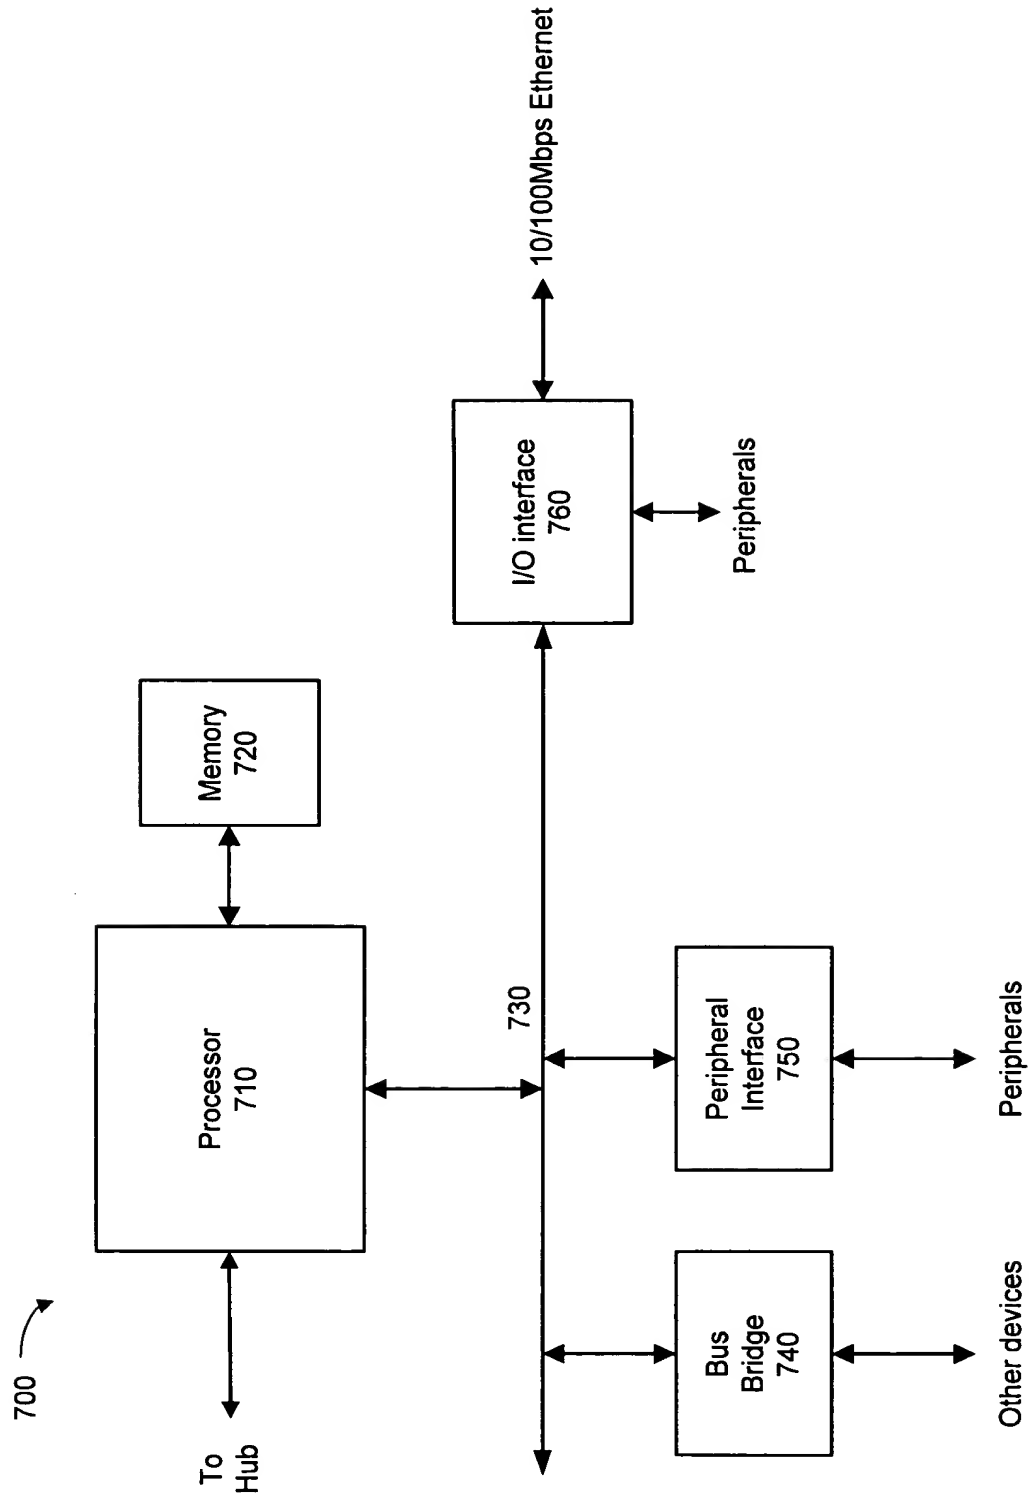 700
To
Hub
Processor
710
Memory
720
730
I/O interface
760
10/100Mbps Ethernet
Bus
Bridge
740
Peripheral
Interface
750
Peripherals
Other devices
Peripherals